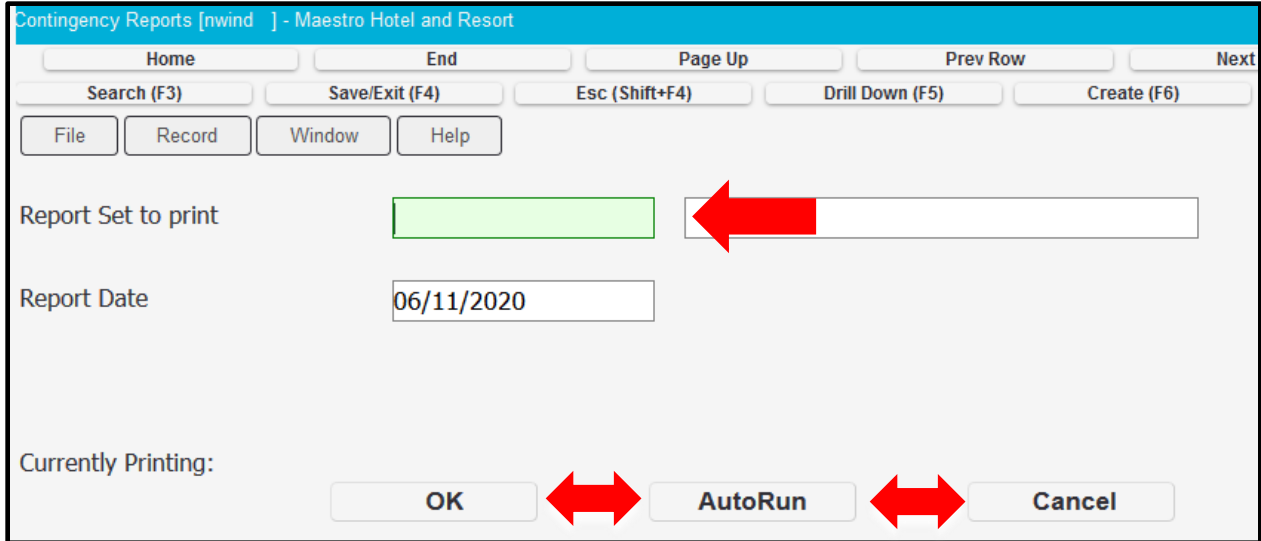 Contingency Reports [nwind ] - Maestro Hotel and Resort
Home End Page Up Prev Row Next
Search (F3) Save/Exit (F4) Esc (Shift+F4) Drill Down (F5) Create (F6)
File Record Window Help
Report Set to print
Report Date 06/11/2020
Currently Printing:
OK AutoRun Cancel